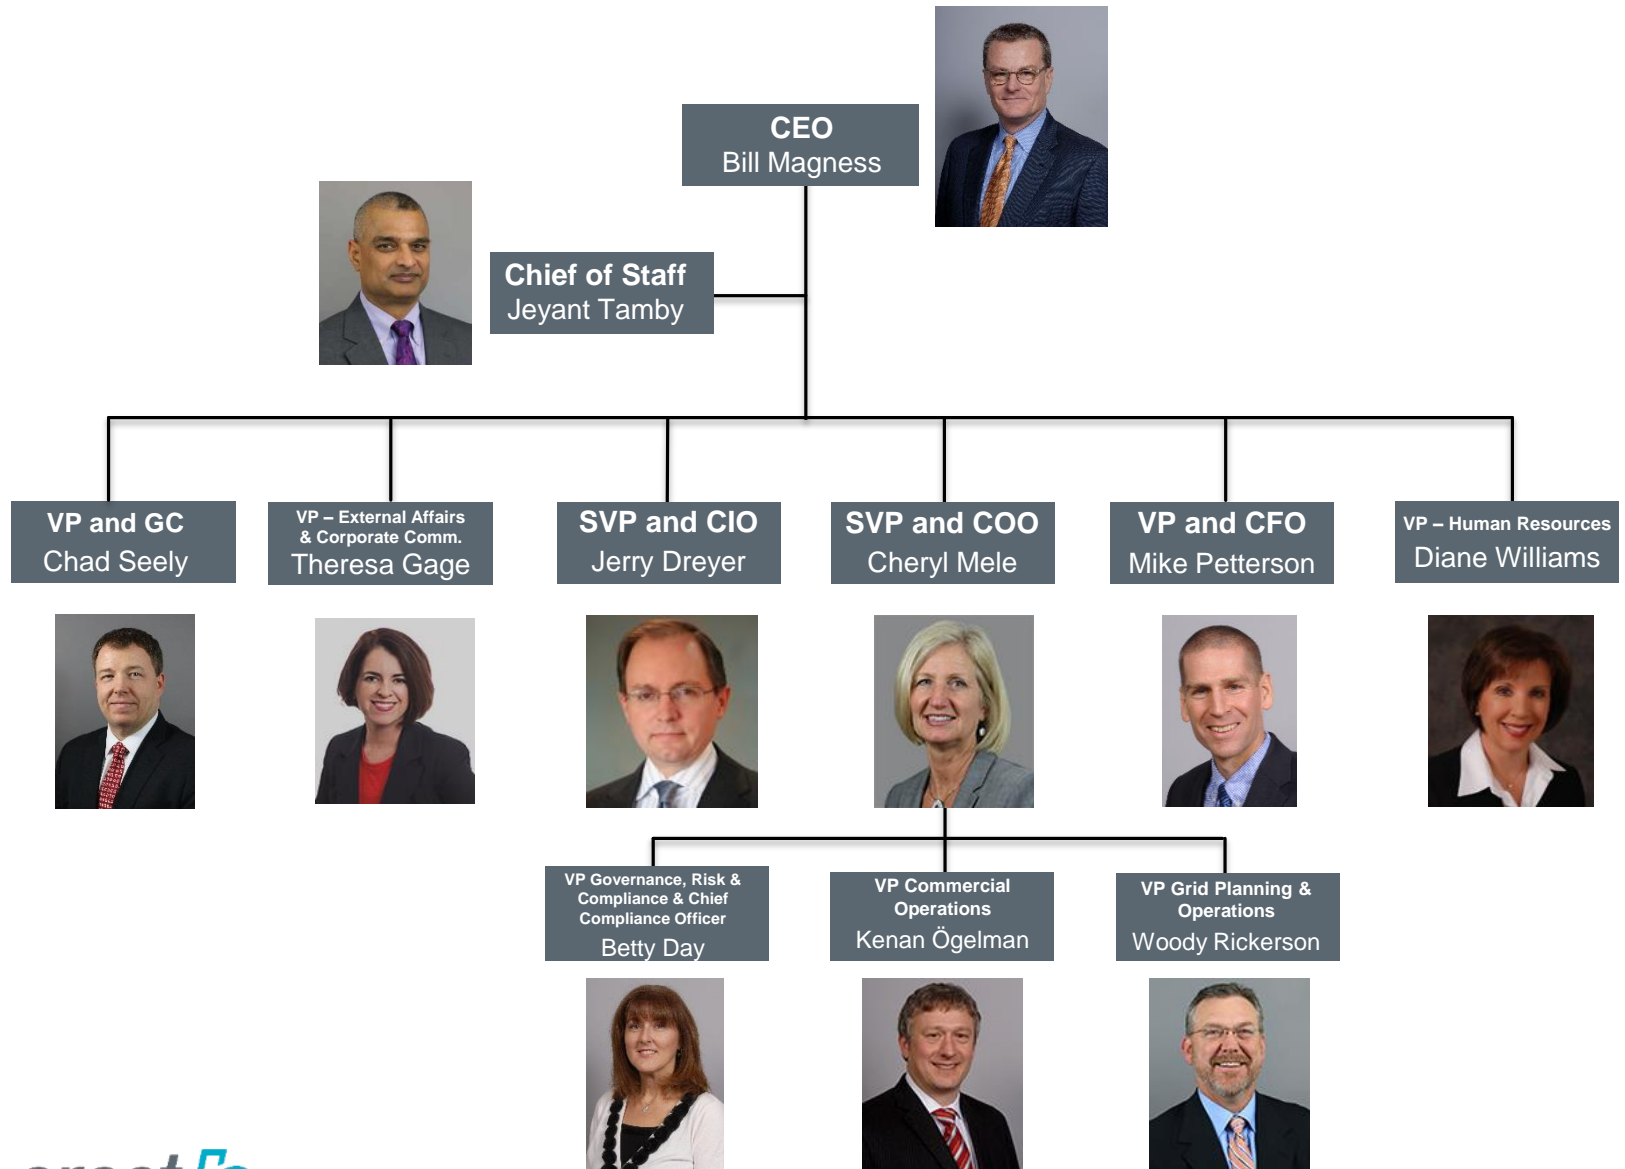 CEO
Bill Magness
Chief of Staff
Jeyant Tamby
VP and GC
Chad Seely
VP – External Affairs
& Corporate Comm.
Theresa Gage
SVP and CIO
Jerry Dreyer
SVP and COO
Cheryl Mele
VP and CFO
Mike Petterson
VP – Human Resources
Diane Williams
VP Governance, Risk &
Compliance & Chief
Compliance Officer
Betty Day
VP Commercial
Operations
Kenan Ögelman
VP Grid Planning &
Operations
Woody Rickerson
ercot